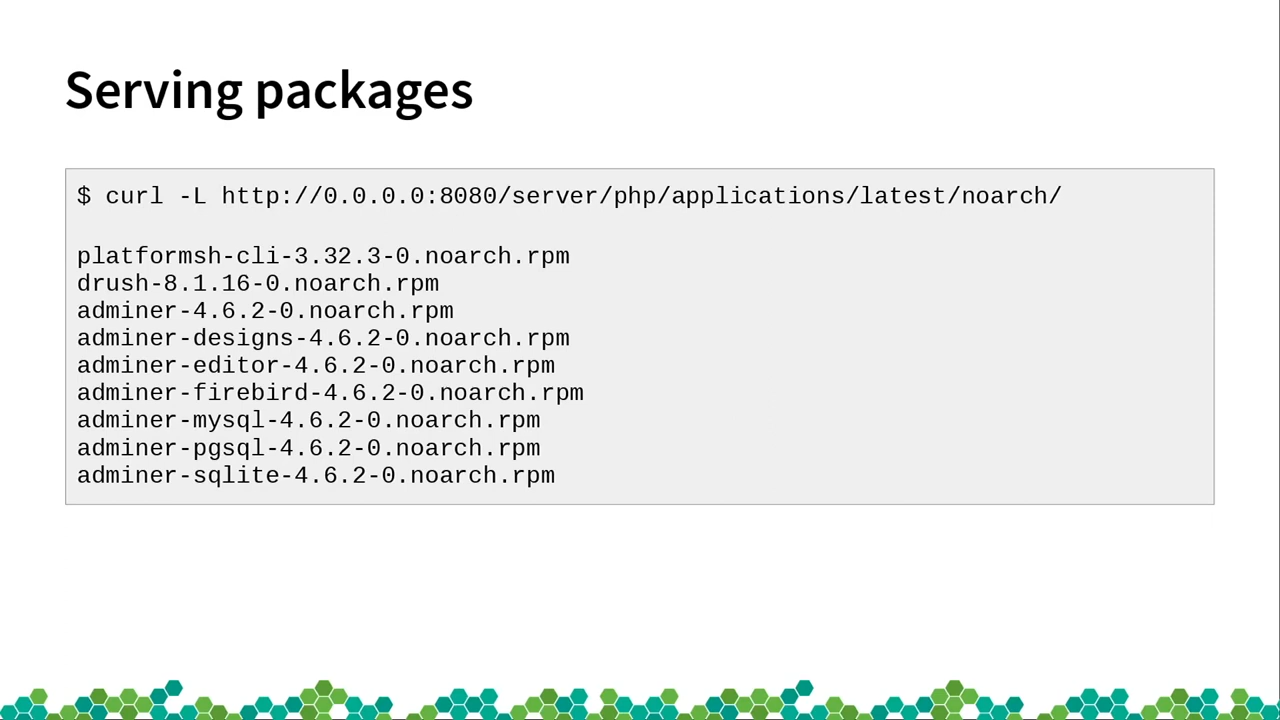 Serving packages
$ curl -L http://0.0.0.0:8080/server/php/applications/latest/noarch/
platformsh-cli-3.32.3-0.noarch.rpm
drush-8.1.16-0.noarch.rpm
adminer-4.6.2-0.noarch.rpm
adminer-designs-4.6.2-0.noarch.rpm
adminer-editor-4.6.2-0.noarch.rpm
adminer-firebird-4.6.2-0.noarch.rpm
adminer-mysql-4.6.2-0.noarch.rpm
adminer-pgsql-4.6.2-0.noarch.rpm
adminer-sqlite-4.6.2-0.noarch.rpm